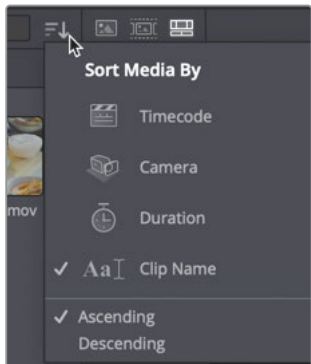 Sort Media By
Timecode
Camera
Duration
mov
Aa Clip Name
Ascending
Descending